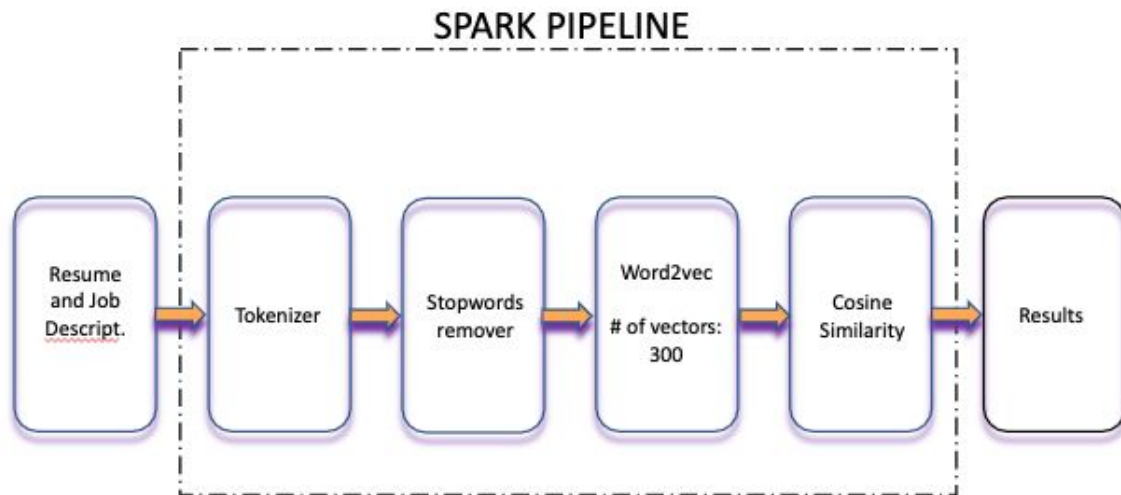 SPARK PIPELINE
Resume
and Job
Descript.
Tokenizer
Stopwords
remover
Word2vec
# of vectors:
300
Cosine
Similarity
Results